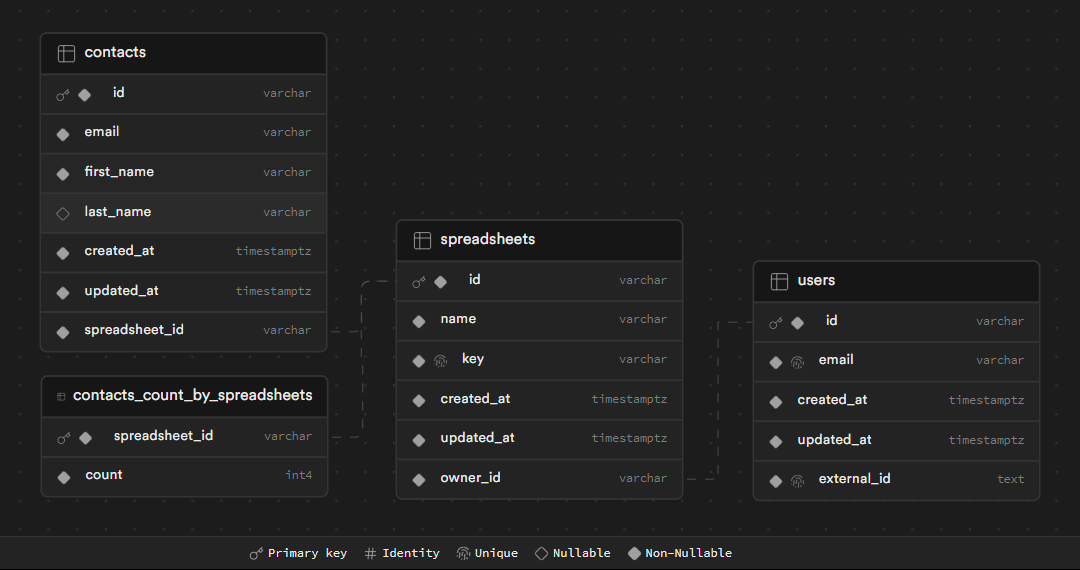 contacts
id varchar
email varchar
first_name varchar
last_name varchar
created_at timestamptz
updated_at timestamptz
spreadsheet_id varchar
contacts_count_by_spreadsheets
spreadsheet_id varchar
count int4
spreadsheets
id varchar
name varchar
key varchar
created_at timestamptz
updated_at timestamptz
owner_id varchar
users
id varchar
email varchar
created_at timestamptz
updated_at timestamptz
external_id text
Primary key # Identity Unique Nullable Non-Nullable